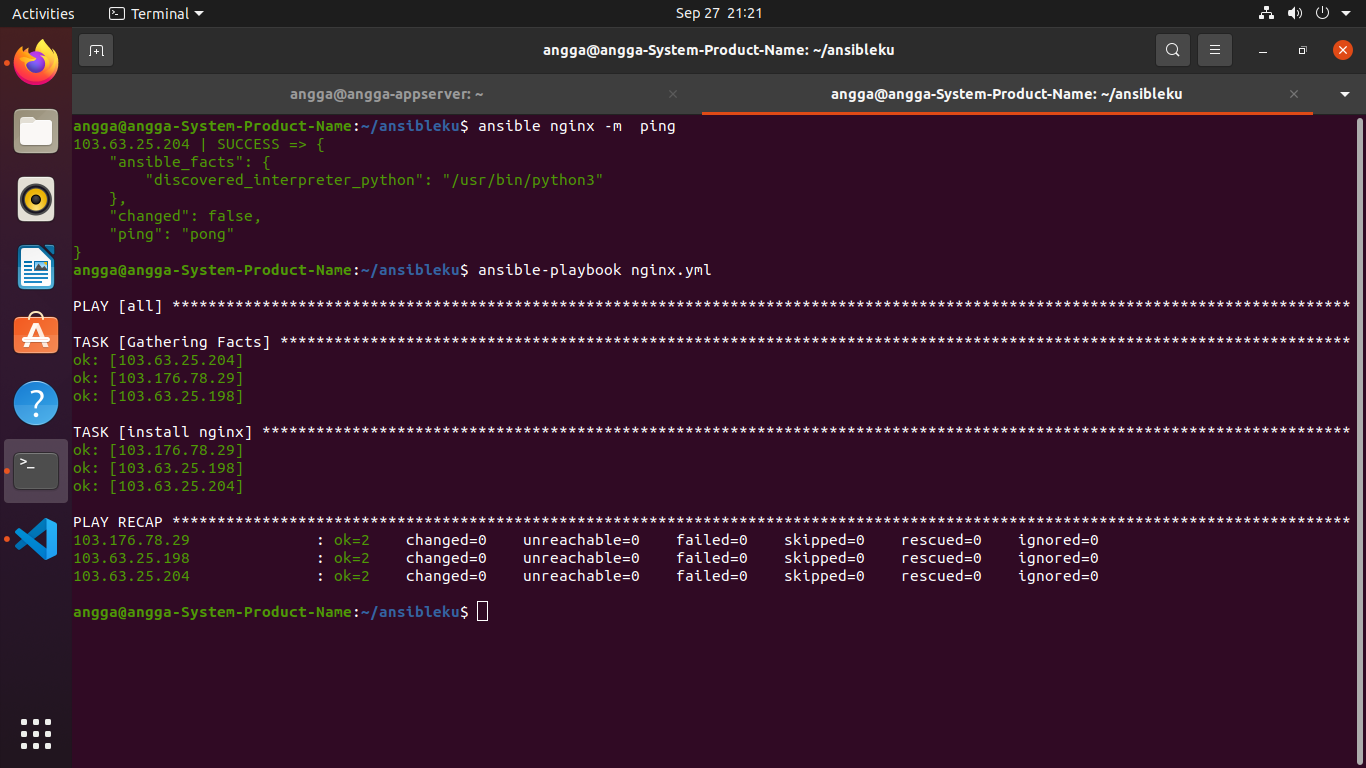 Activities Terminal Sep 27 21:21
angga@angga-System-Product-Name: ~/ansibleku
angga@angga-appserver: ~ angga@angga-System-Product-Name: ~/ansibleku
angga@angga-System-Product-Name:~/ansibleku$ ansible nginx -m  ping
103.63.25.204 | SUCCESS => {
    "ansible_facts": {
        "discovered_interpreter_python": "/usr/bin/python3"
    },
    "changed": false,
    "ping": "pong"
}
angga@angga-System-Product-Name:~/ansibleku$ ansible-playbook nginx.yml
PLAY [all] ***********************************************************************************************************************************
TASK [Gathering Facts] ***********************************************************************************************************************
ok: [103.63.25.204]
ok: [103.176.78.29]
ok: [103.63.25.198]
TASK [install nginx] *************************************************************************************************************************
ok: [103.176.78.29]
ok: [103.63.25.198]
ok: [103.63.25.204]
PLAY RECAP ***********************************************************************************************************************************
103.176.78.29              : ok=2    changed=0    unreachable=0    failed=0    skipped=0    rescued=0    ignored=0
103.63.25.198              : ok=2    changed=0    unreachable=0    failed=0    skipped=0    rescued=0    ignored=0
103.63.25.204              : ok=2    changed=0    unreachable=0    failed=0    skipped=0    rescued=0    ignored=0
angga@angga-System-Product-Name:~/ansibleku$